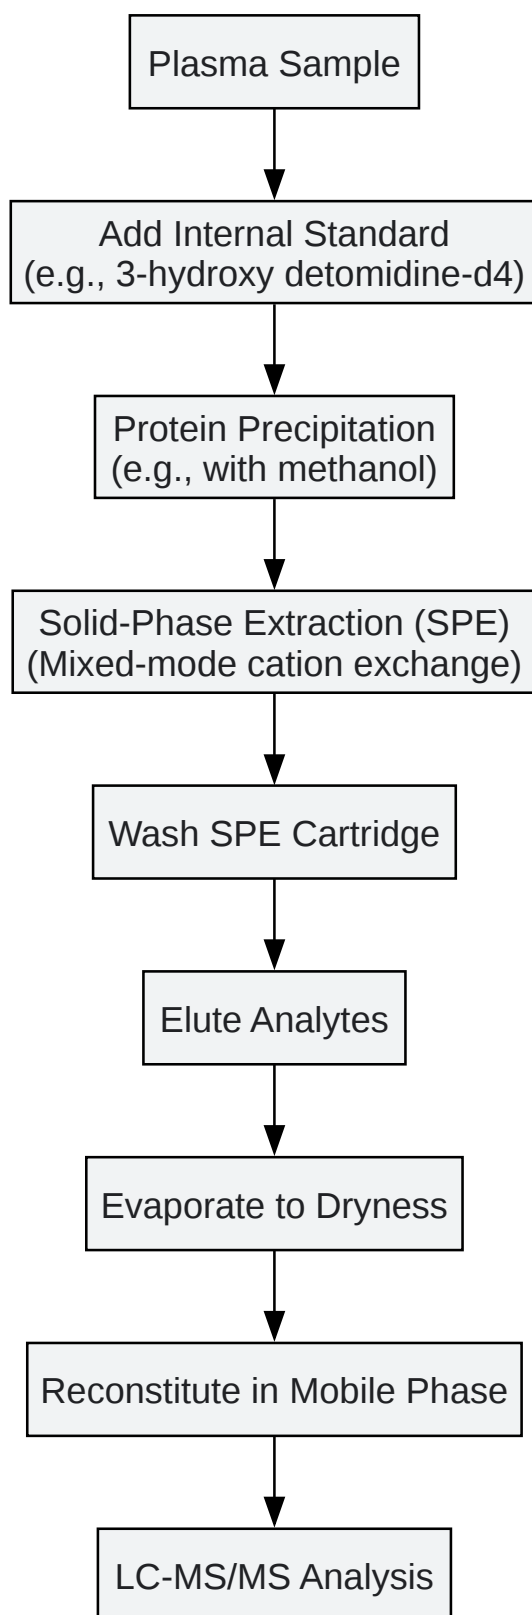 Plasma Sample
Add Internal Standard
(e.g., 3-hydroxy detomidine-d4)
Protein Precipitation
(e.g., with methanol)
Solid-Phase Extraction (SPE)
(Mixed-mode cation exchange)
Wash SPE Cartridge
Elute Analytes
Evaporate to Dryness
Reconstitute in Mobile Phase
LC-MS/MS Analysis